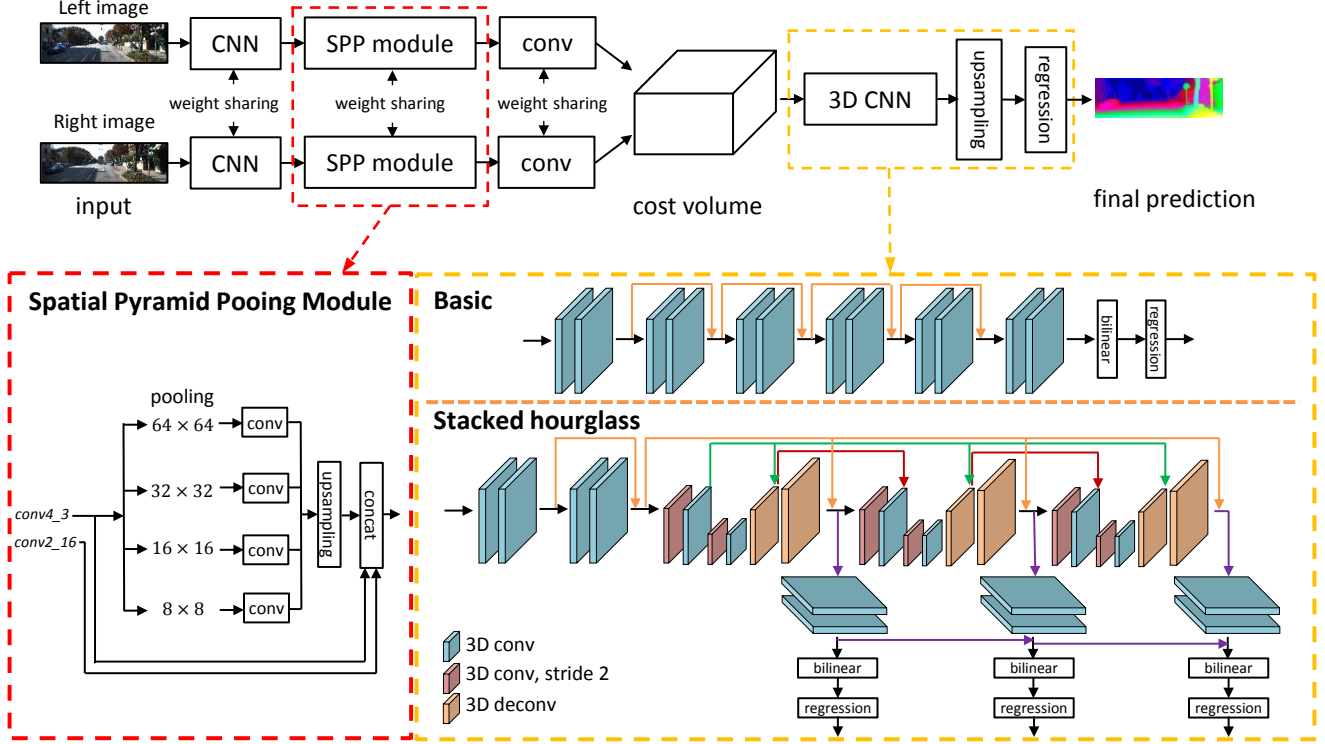 Left image
CNN
SPP module
conv
weight sharing
weight sharing
weight sharing
Right image
CNN
SPP module
conv
3D CNN
upsampling
regression
input
cost volume
final prediction
Spatial Pyramid Pooing Module
pooling
64 × 64
conv
32 × 32
conv
16 × 16
conv
8 × 8
conv
conv4_3
conv2_16
upsampling
concat
Basic
bilinear
regression
Stacked hourglass
3D conv
3D conv, stride 2
3D deconv
bilinear
bilinear
bilinear
regression
regression
regression